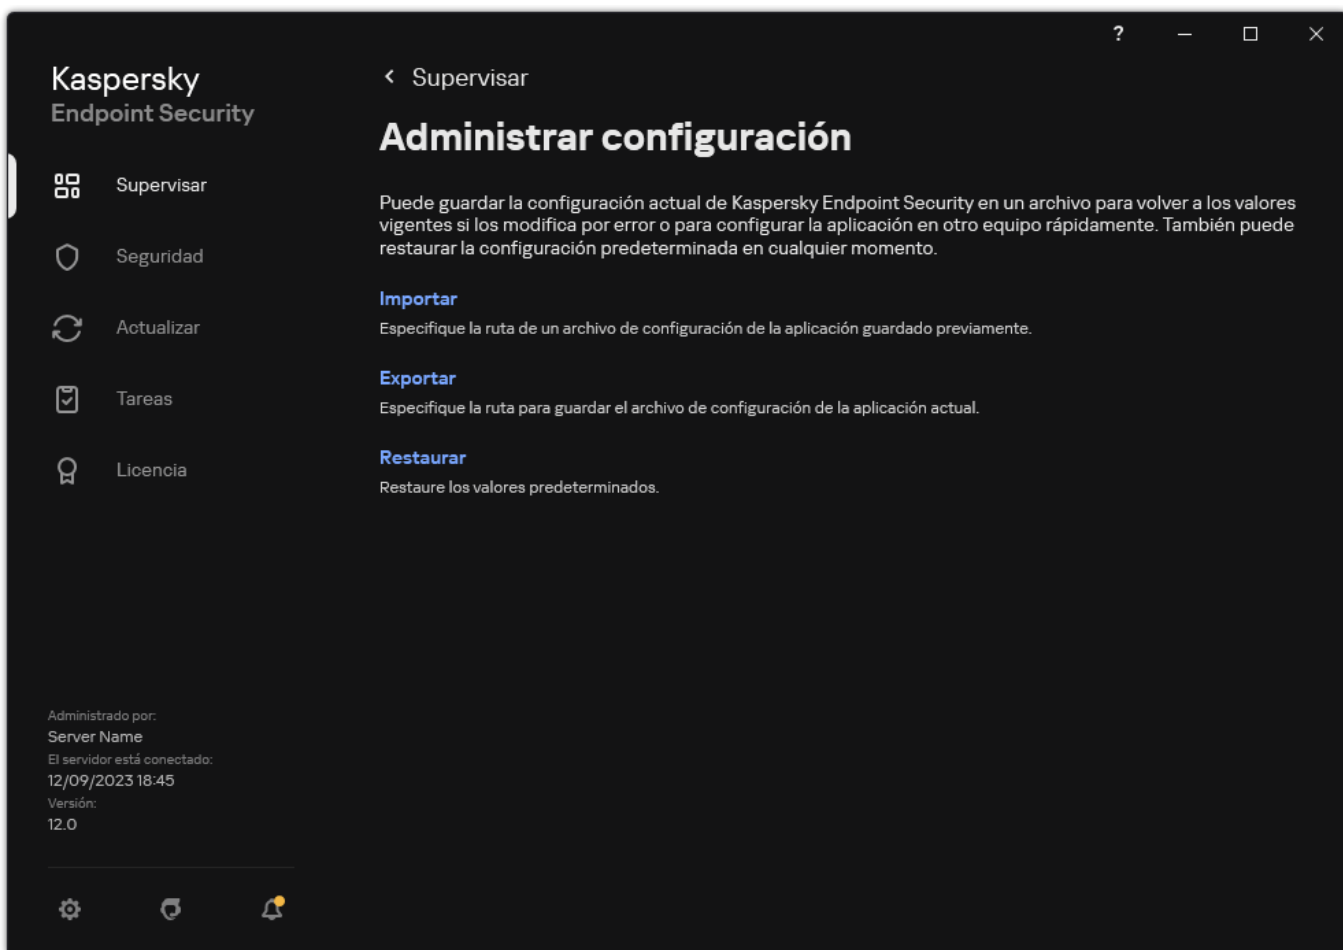 ?
Kaspersky
Endpoint Security
Supervisar
Seguridad
Actualizar
Tareas
Licencia
Administrado por:
Server Name
El servidor está conectado:
12/09/2023 18:45
Versión:
12.0
Supervisar
Administrar configuración
Puede guardar la configuración actual de Kaspersky Endpoint Security en un archivo para volver a los valores
vigentes si los modifica por error o para configurar la aplicación en otro equipo rápidamente. También puede
restaurar la configuración predeterminada en cualquier momento.
Importar
Especifique la ruta de un archivo de configuración de la aplicación guardado previamente.
Exportar
Especifique la ruta para guardar el archivo de configuración de la aplicación actual.
Restaurar
Restaure los valores predeterminados.